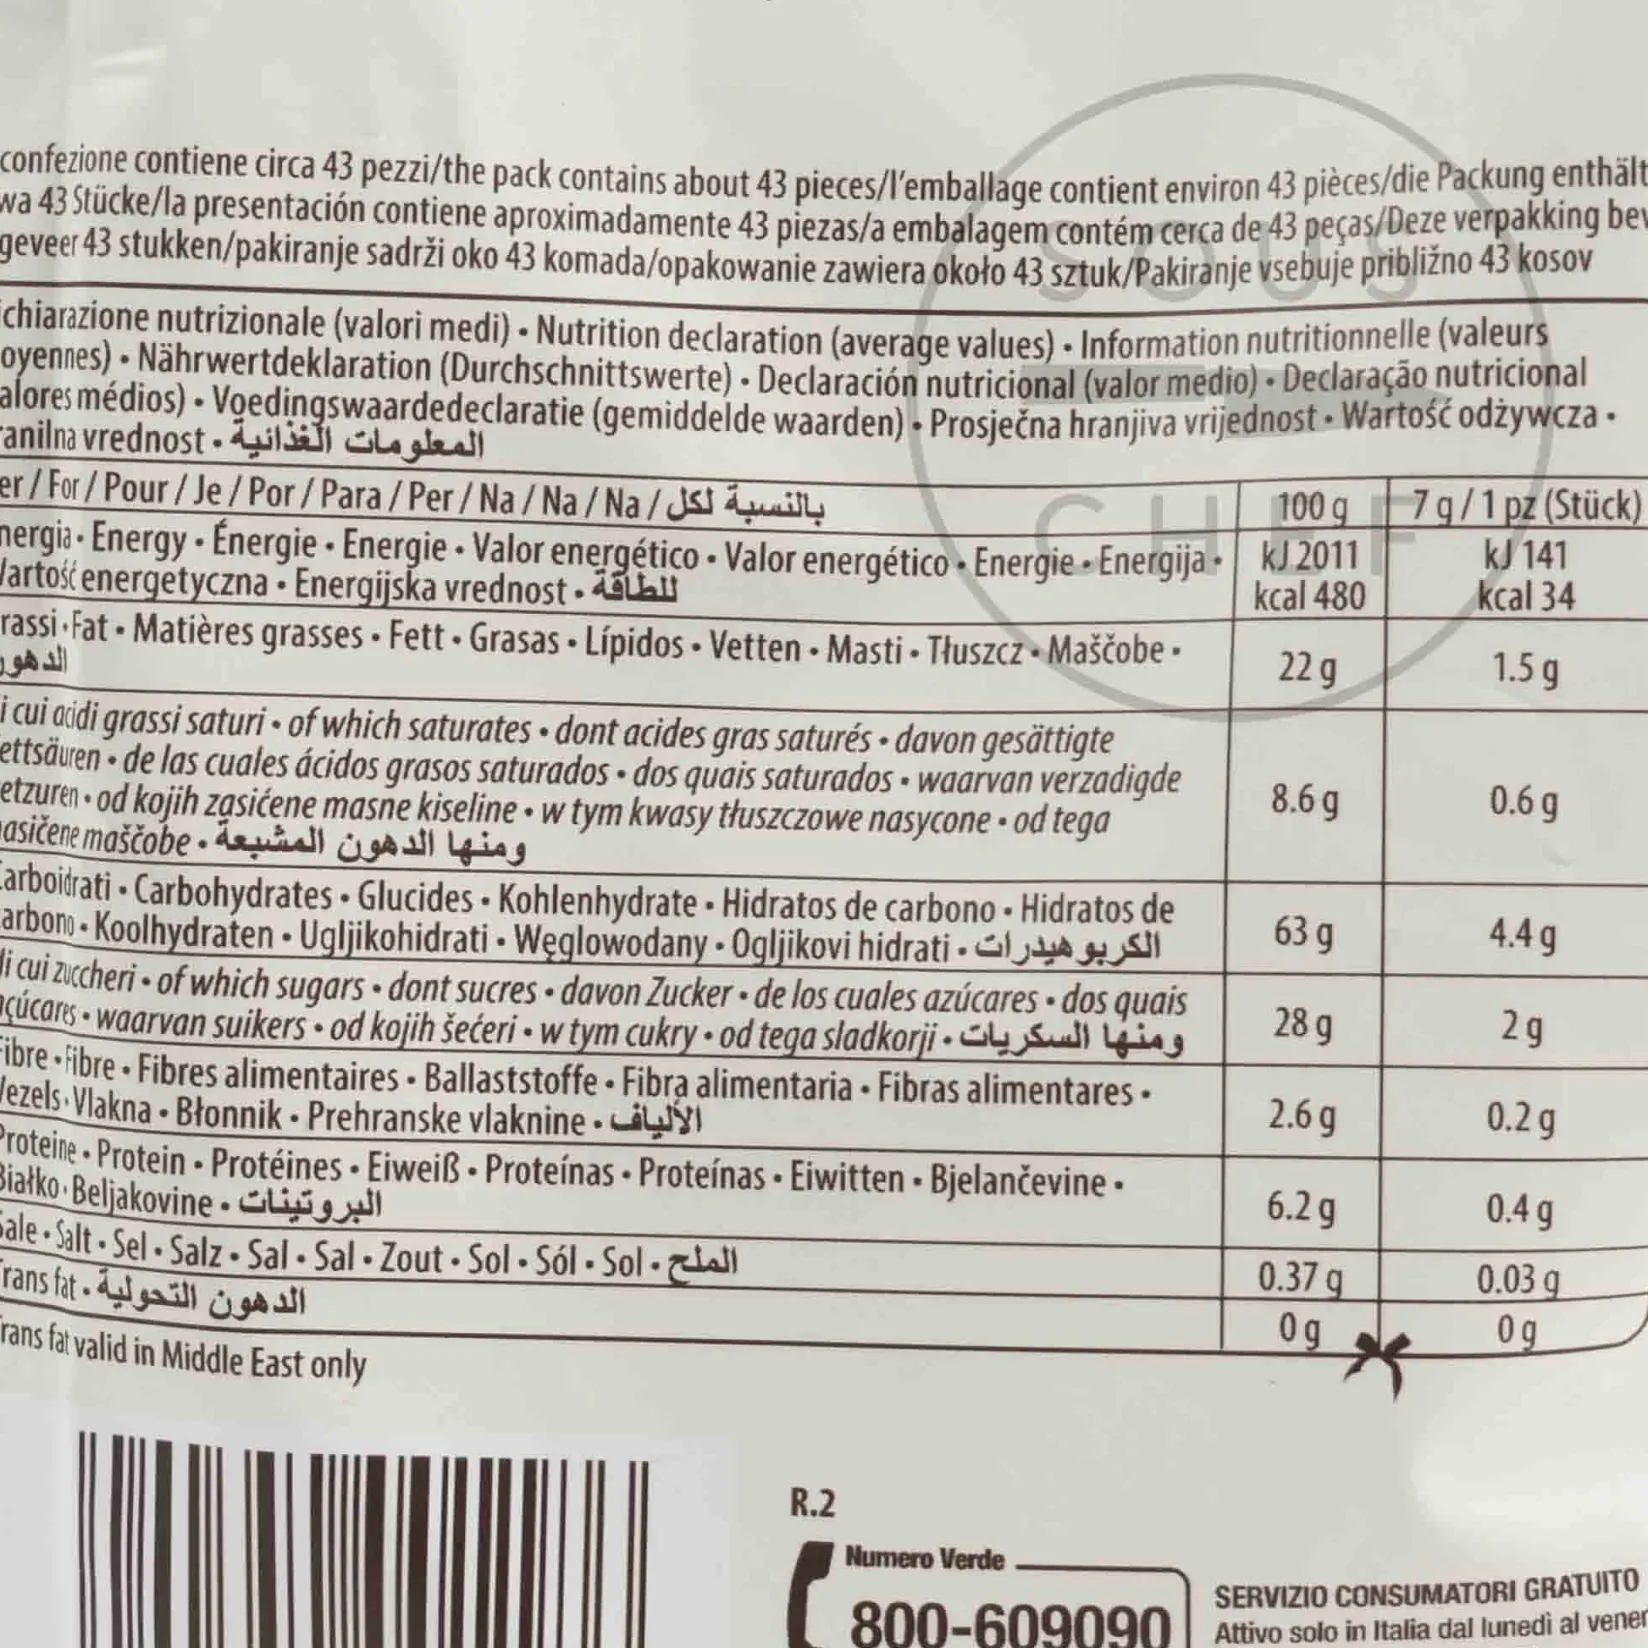 confezione contiene circa 43 pezzi/the pack contains about 43 pieces/l'emballage contient environ 43 pièces/die Packung enthält
wa 43 Stücke/la presentación contiene aproximadamente 43 piezas/a embalagem contém cerca de 43 peças/Deze verpakking bev
geveer 43 stukken/pakiranje sadrži oko 43 komada/opakowanie zawiera około 43 sztuk/Pakiranje vsebuje približno 43 kosov
SOUS
CHEF
chiarazione nutrizionale (valori medi) • Nutrition declaration (average values) • Information nutritionnelle (valeurs
oyennes) • Nährwertdeklaration (Durchschnittswerte) • Declaración nutricional (valor medio) • Declaração nutricional
alores médios) • Voedingswaardedeclaratie (gemiddelde waarden) • Prosječna hranjiva vrijednost • Wartość odżywcza •
ranilna vrednost • المعلومات الغذائية
er / For / Pour / Je / Por / Para / Per / Na / Na / Na / بالنسبة لكل 100 g 7 g / 1 pz (Stück)
nergia • Energy • Énergie • Energie • Valor energético • Valor energético • Energie • Energija • kJ 2011 kJ 141
Wartość energetyczna • Energijska vrednost • للطاقة kcal 480 kcal 34
rassi • Fat • Matières grasses • Fett • Grasas • Lípidos • Vetten • Masti • Tłuszcz • Maščobe •
الدهون 22 g 1.5 g
i cui acidi grassi saturi • of which saturates • dont acides gras saturés • davon gesättigte
ettsäuren • de las cuales ácidos grasos saturados • dos quais saturados • waarvan verzadigde
etzuren • od kojih zasićene masne kiseline • w tym kwasy tłuszczowe nasycone • od tega 8.6 g 0.6 g
nasičene maščobe • ومنها الدهون المشبعة
Carboidrati • Carbohydrates • Glucides • Kohlenhydrate • Hidratos de carbono • Hidratos de
carbono • Koolhydraten • Ugljikohidrati • Węglowodany • Ogljikovi hidrati • الكربوهيدرات 63 g 4.4 g
di cui zuccheri • of which sugars • dont sucres • davon Zucker • de los cuales azúcares • dos quais
açúcares • waarvan suikers • od kojih šećeri • w tym cukry • od tega sladkorji • ومنها السكريات 28 g 2 g
Fibre • Fibre • Fibres alimentaires • Ballaststoffe • Fibra alimentaria • Fibras alimentares •
Vezels • Vlakna • Błonnik • Prehranske vlaknine • الألياف 2.6 g 0.2 g
Proteine • Protein • Protéines • Eiweiß • Proteínas • Proteínas • Eiwitten • Bjelančevine •
Białko • Beljakovine • البروتينات 6.2 g 0.4 g
Sale • Salt • Sel • Salz • Sal • Sal • Zout • Sol • Sól • Sol • الملح 0.37 g 0.03 g
Trans fat • الدهون التحولية 0 g 0 g
Trans fat valid in Middle East only
R.2
Numero Verde
800-609090
SERVIZIO CONSUMATORI GRATUITO
Attivo solo in Italia dal lunedì al vener